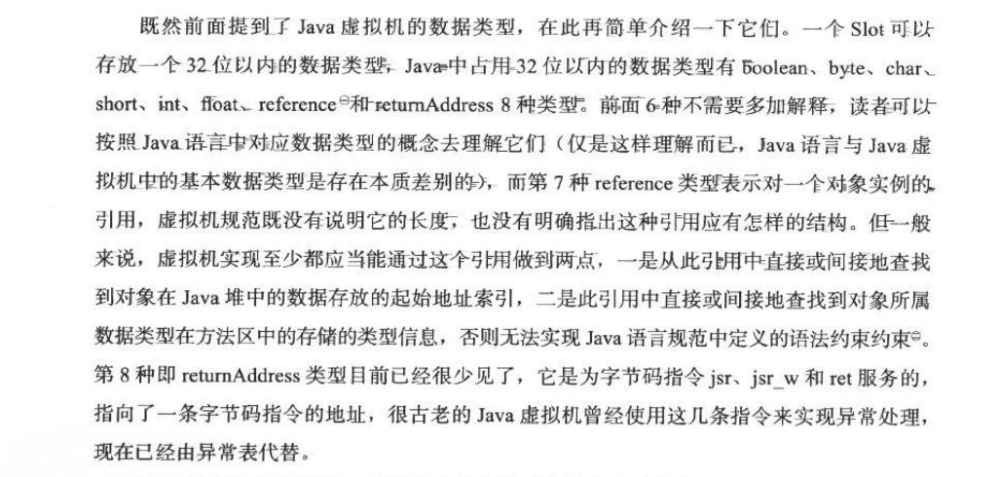 既然前面提到了 Java 虚拟机的数据类型，在此再简单介绍一下它们。一个 Slot 可以
存放一个 32 位以内的数据类型，Java 中占用 32 位以内的数据类型有 boolean、byte、char、
short、int、float、reference㊀和 returnAddress 8 种类型。前面 6 种不需要多加解释，读者可以
按照 Java 语言中对应数据类型的概念去理解它们（仅是这样理解而已，Java 语言与 Java 虚
拟机中的基本数据类型是存在本质差别的），而第 7 种 reference 类型表示对一个对象实例的
引用，虚拟机规范既没有说明它的长度，也没有明确指出这种引用应有怎样的结构。但一般
来说，虚拟机实现至少都应当能通过这个引用做到两点，一是从此引用中直接或间接地查找
到对象在 Java 堆中的数据存放的起始地址索引，二是此引用中直接或间接地查找到对象所属
数据类型在方法区中的存储的类型信息，否则无法实现 Java 语言规范中定义的语法约束约束㊁。
第 8 种即 returnAddress 类型目前已经很少见了，它是为字节码指令 jsr、jsr_w 和 ret 服务的，
指向了一条字节码指令的地址，很古老的 Java 虚拟机曾经使用这几条指令来实现异常处理，
现在已经由异常表代替。